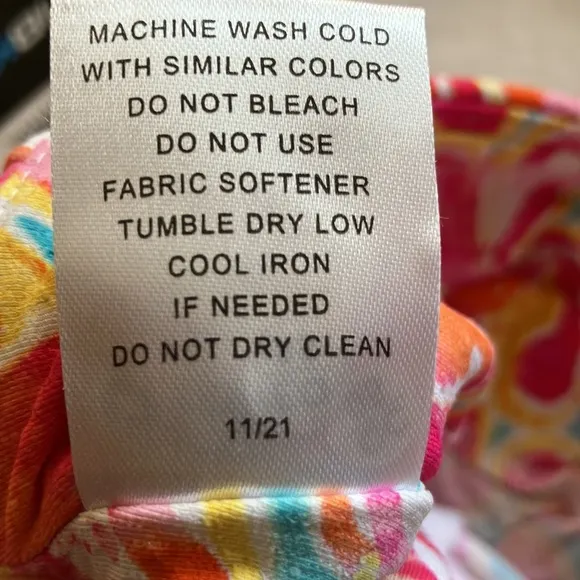 MACHINE WASH COLD
WITH SIMILAR COLORS
DO NOT BLEACH
DO NOT USE
FABRIC SOFTENER
TUMBLE DRY LOW
COOL IRON
IF NEEDED
DO NOT DRY CLEAN
11/21